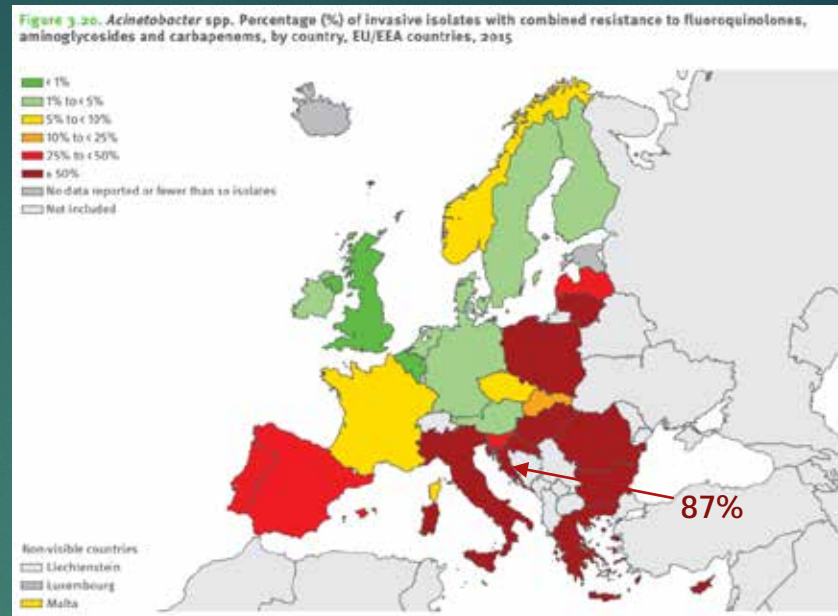 Figure 3.20. Acinetobacter spp. Percentage (%) of invasive isolates with combined resistance to fluoroquinolones,
aminoglycosides and carbapenems, by country, EU/EEA countries, 2015
< 1%
1% to < 5%
5% to < 10%
10% to < 25%
25% to < 50%
≥ 50%
No data reported or fewer than 10 isolates
Not included
87%
Non-visible countries
Liechtenstein
Luxembourg
Malta